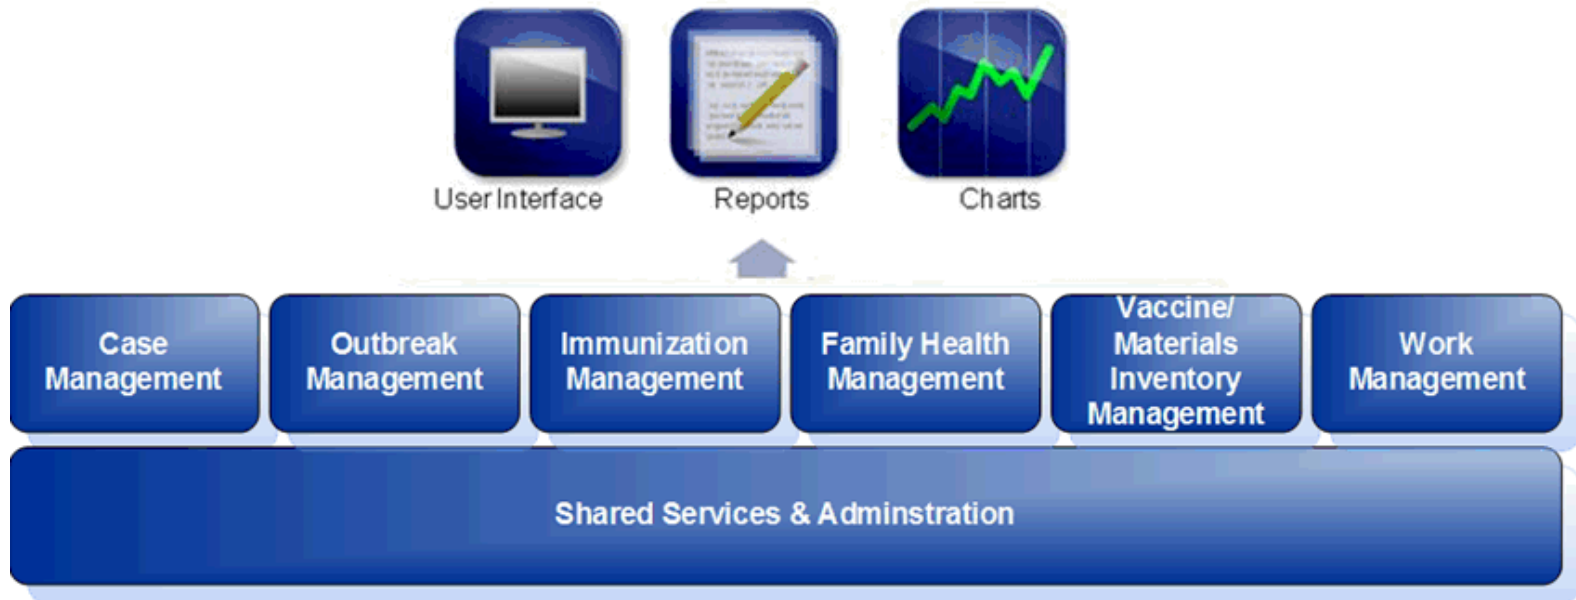 User Interface
Reports
Charts
Case
Management
Outbreak
Management
Immunization
Management
Family Health
Management
Vaccine/
Materials
Inventory
Management
Work
Management
Shared Services & Adminstration